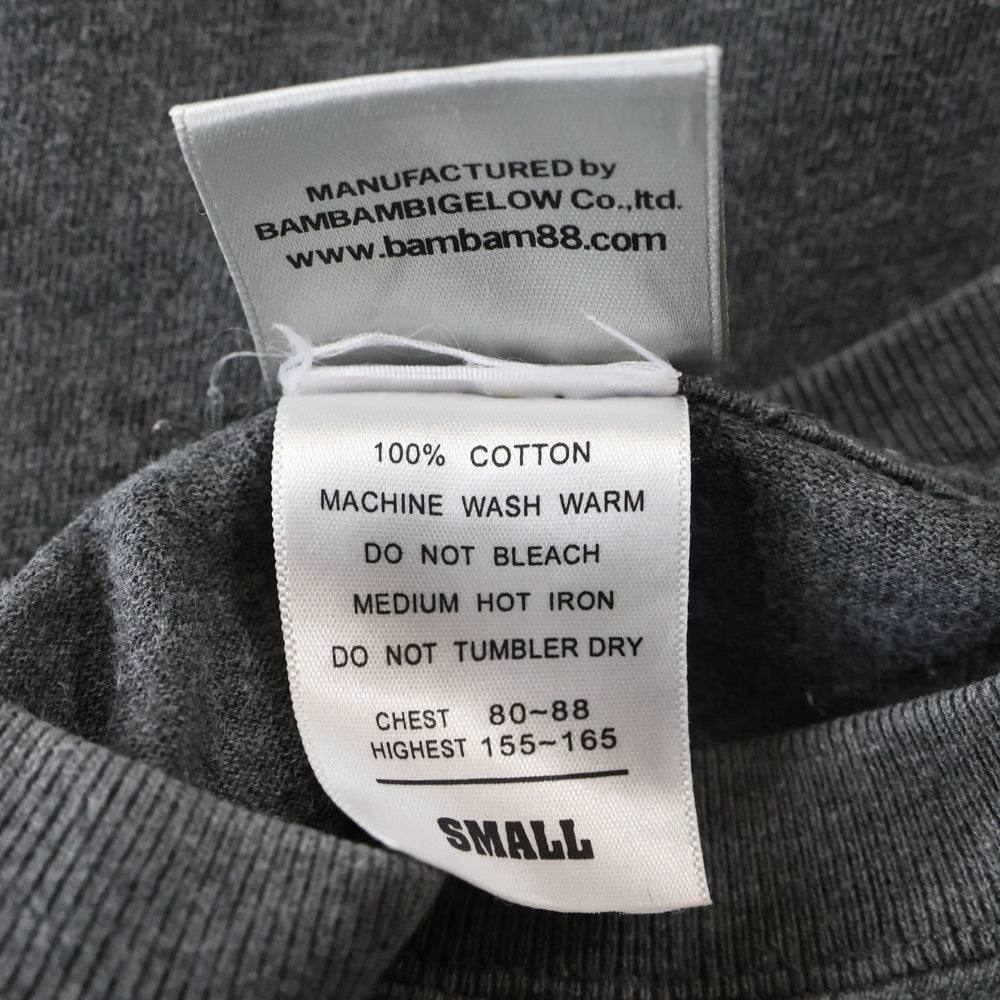 MANUFACTURED by
BAMBAMBIGELOW Co.,ltd.
www.bambam88.com
100% COTTON
MACHINE WASH WARM
DO NOT BLEACH
MEDIUM HOT IRON
DO NOT TUMBLER DRY
CHEST 80~88
HIGHEST 155~165
SMALL